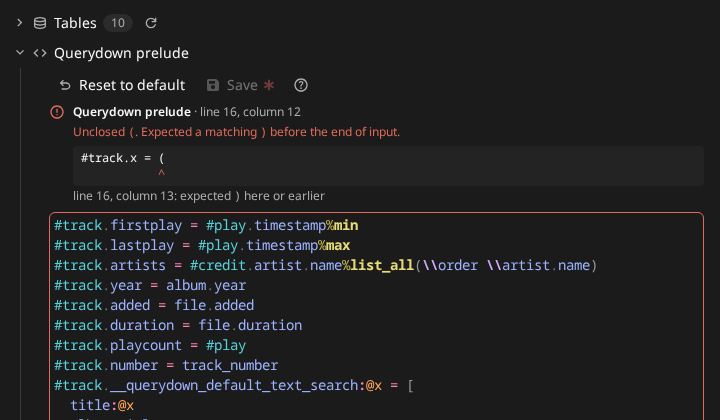 Tables 10
Querydown prelude
Reset to default Save *
Querydown prelude · line 16, column 12
Unclosed (. Expected a matching ) before the end of input.
#track.x = (
^
line 16, column 13: expected ) here or earlier
#track.firstplay = #play.timestamp%min
#track.lastplay = #play.timestamp%max
#track.artists = #credit.artist.name%list_all(\\order \\artist.name)
#track.year = album.year
#track.added = file.added
#track.duration = file.duration
#track.playcount = #play
#track.number = track_number
#track.__querydown_default_text_search:@x = [
title:@x